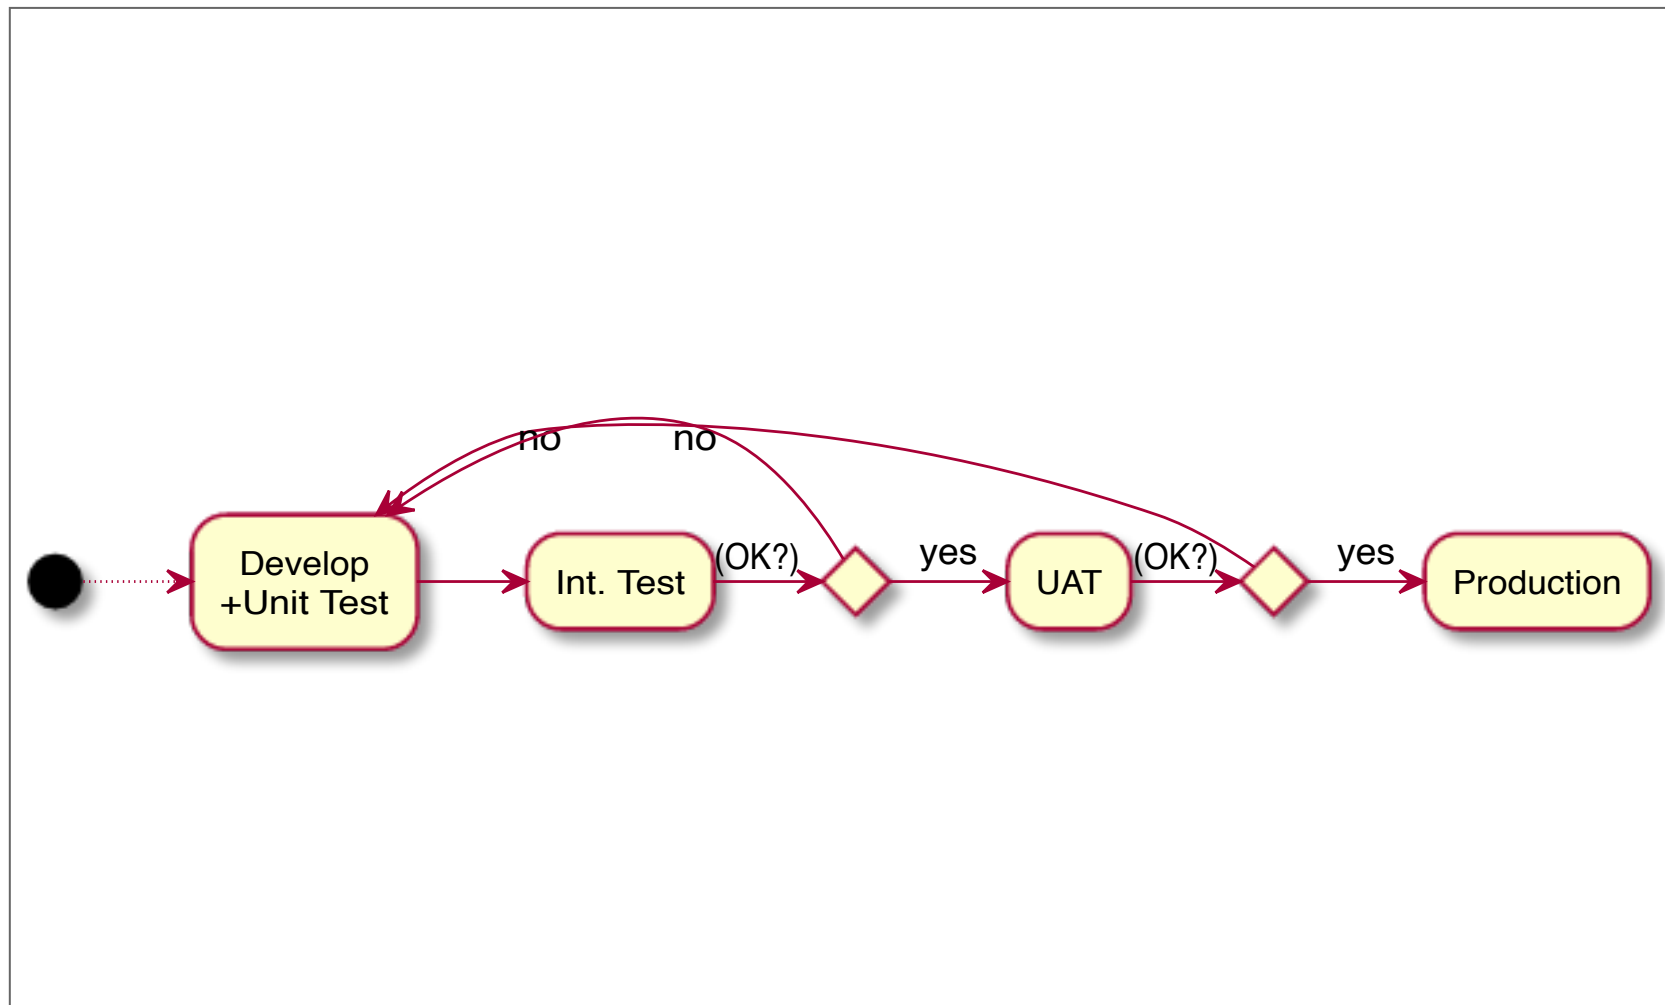 no
no
Develop
+Unit Test
Int. Test
(OK?)
yes
UAT
(OK?)
yes
Production